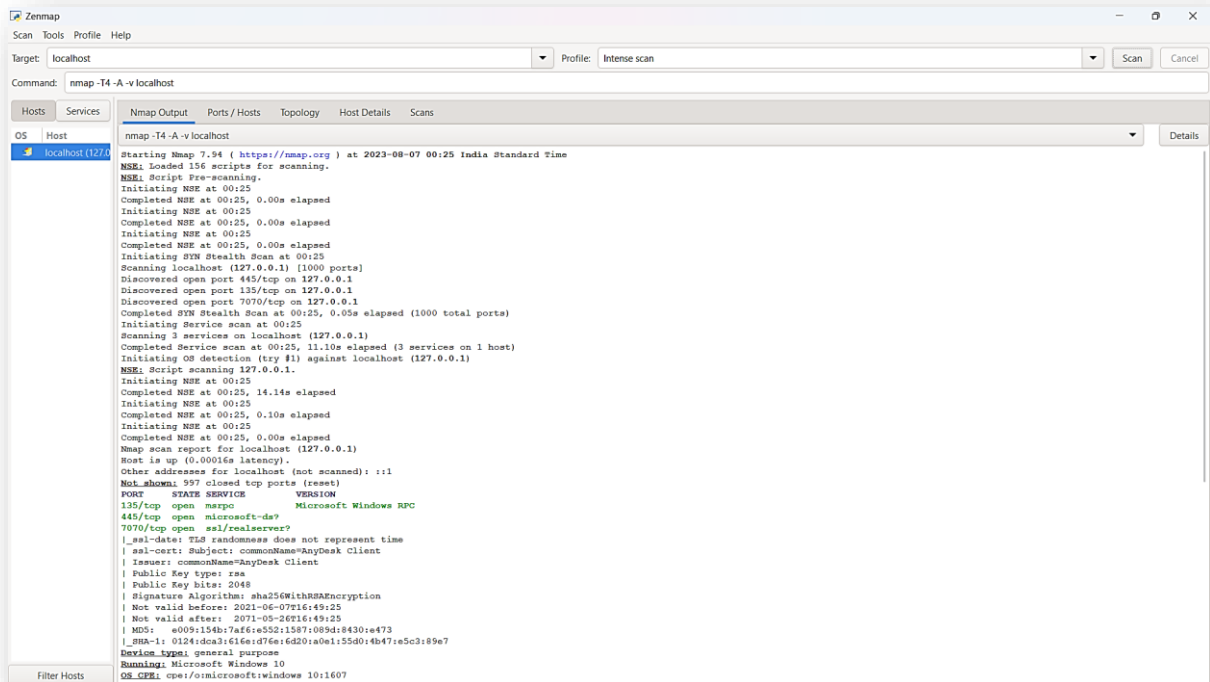 Zenmap
Scan Tools Profile Help
Target: localhost Profile: Intense scan Scan Cancel
Command: nmap -T4 -A -v localhost
Hosts Services Nmap Output Ports / Hosts Topology Host Details Scans
OS Host nmap -T4 -A -v localhost Details
localhost (127.0
Starting Nmap 7.94 ( https://nmap.org ) at 2023-08-07 00:25 India Standard Time
NSE: Loaded 156 scripts for scanning.
NSE: Script Pre-scanning.
Initiating NSE at 00:25
Completed NSE at 00:25, 0.00s elapsed
Initiating NSE at 00:25
Completed NSE at 00:25, 0.00s elapsed
Initiating NSE at 00:25
Completed NSE at 00:25, 0.00s elapsed
Initiating SYN Stealth Scan at 00:25
Scanning localhost (127.0.0.1) [1000 ports]
Discovered open port 445/tcp on 127.0.0.1
Discovered open port 135/tcp on 127.0.0.1
Discovered open port 7070/tcp on 127.0.0.1
Completed SYN Stealth Scan at 00:25, 0.05s elapsed (1000 total ports)
Initiating Service scan at 00:25
Scanning 3 services on localhost (127.0.0.1)
Completed Service scan at 00:25, 11.10s elapsed (3 services on 1 host)
Initiating OS detection (try #1) against localhost (127.0.0.1)
NSE: Script scanning 127.0.0.1.
Initiating NSE at 00:25
Completed NSE at 00:25, 14.14s elapsed
Initiating NSE at 00:25
Completed NSE at 00:25, 0.10s elapsed
Initiating NSE at 00:25
Completed NSE at 00:25, 0.00s elapsed
Nmap scan report for localhost (127.0.0.1)
Host is up (0.00016s latency).
Other addresses for localhost (not scanned): ::1
Not shown: 997 closed tcp ports (reset)
PORT STATE SERVICE VERSION
135/tcp open msrpc Microsoft Windows RPC
445/tcp open microsoft-ds?
7070/tcp open ssl/realserver?
|_ssl-date: TLS randomness does not represent time
| ssl-cert: Subject: commonName=AnyDesk Client
| Issuer: commonName=AnyDesk Client
| Public Key type: rsa
| Public Key bits: 2048
| Signature Algorithm: sha256WithRSAEncryption
| Not valid before: 2021-06-07T16:49:25
| Not valid after: 2071-05-26T16:49:25
| MD5: e009:154b:7af6:e552:1587:089d:8430:e473
|_SHA-1: 0124:dca3:616e:d76e:6d20:a0e1:55d0:4b47:e5c3:89e7
Device type: general purpose
Running: Microsoft Windows 10
OS CPE: cpe:/o:microsoft:windows 10:1607
Filter Hosts